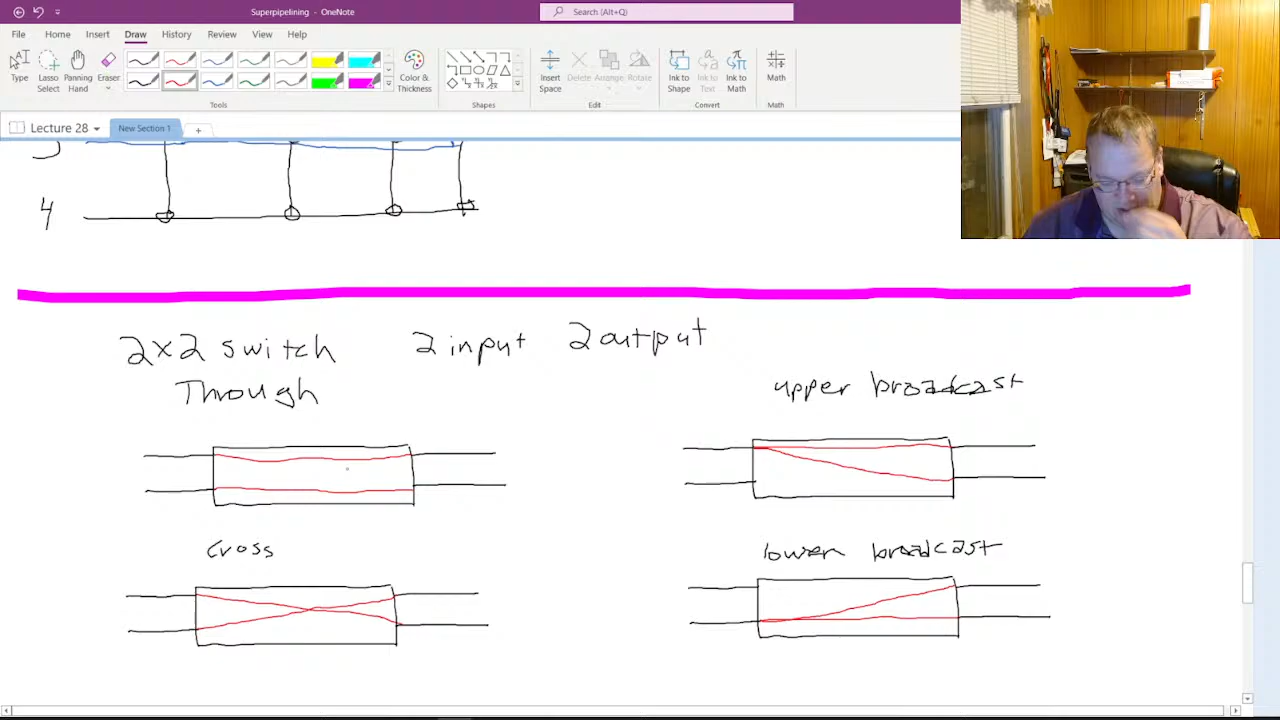 Superpipelining - OneNote
Search (Alt+Q)
File Home Insert Draw History Review View Help
Type
Lasso Select
Panning Hand
Eraser
Color & Thickness
Insert Space
Delete
Arrange
Rotate
Ink to Shape
Ink to Text
Ink to Math
Math
Tools Shapes Edit Convert Math
Lecture 28
New Section 1
4
2x2 switch 2 input 2 output
Through
upper broadcast
Cross
lower broadcast